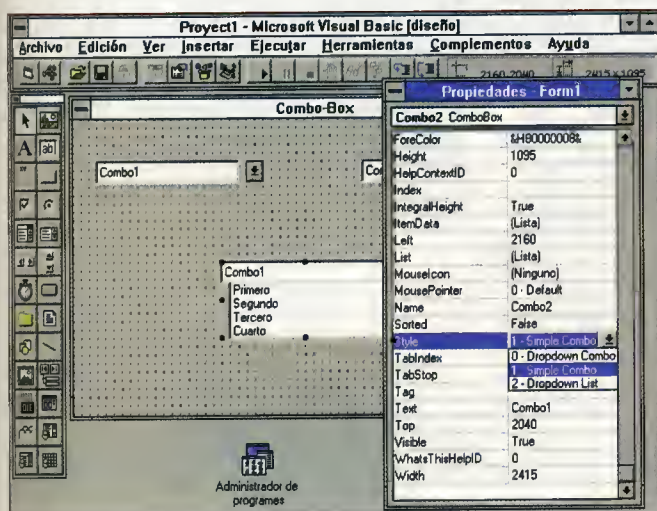 Proyect1 - Microsoft Visual Basic [diseño]
Archivo Edición Ver Insertar Ejecutar Herramientas Complementos Ayuda
2160,2040 2415 x 1095
Combo-Box
Combo1
Combo1
Primero
Segundo
Tercero
Cuarto
Administrador de
programes
Propiedades - Form1
Combo2 ComboBox
ForeColor &H80000008&
Height 1095
HelpContextID 0
Index
IntegralHeight True
ItemData (Lista)
Left 2160
List (Lista)
MouseIcon (Ninguno)
MousePointer 0 - Default
Name Combo2
Sorted False
Style 1 - Simple Combo
0 - Dropdown Combo
1 - Simple Combo
2 - Dropdown List
TabIndex
TabStop
Tag
Text Combo1
Top 2040
Visible True
WhatsThisHelpID 0
Width 2415